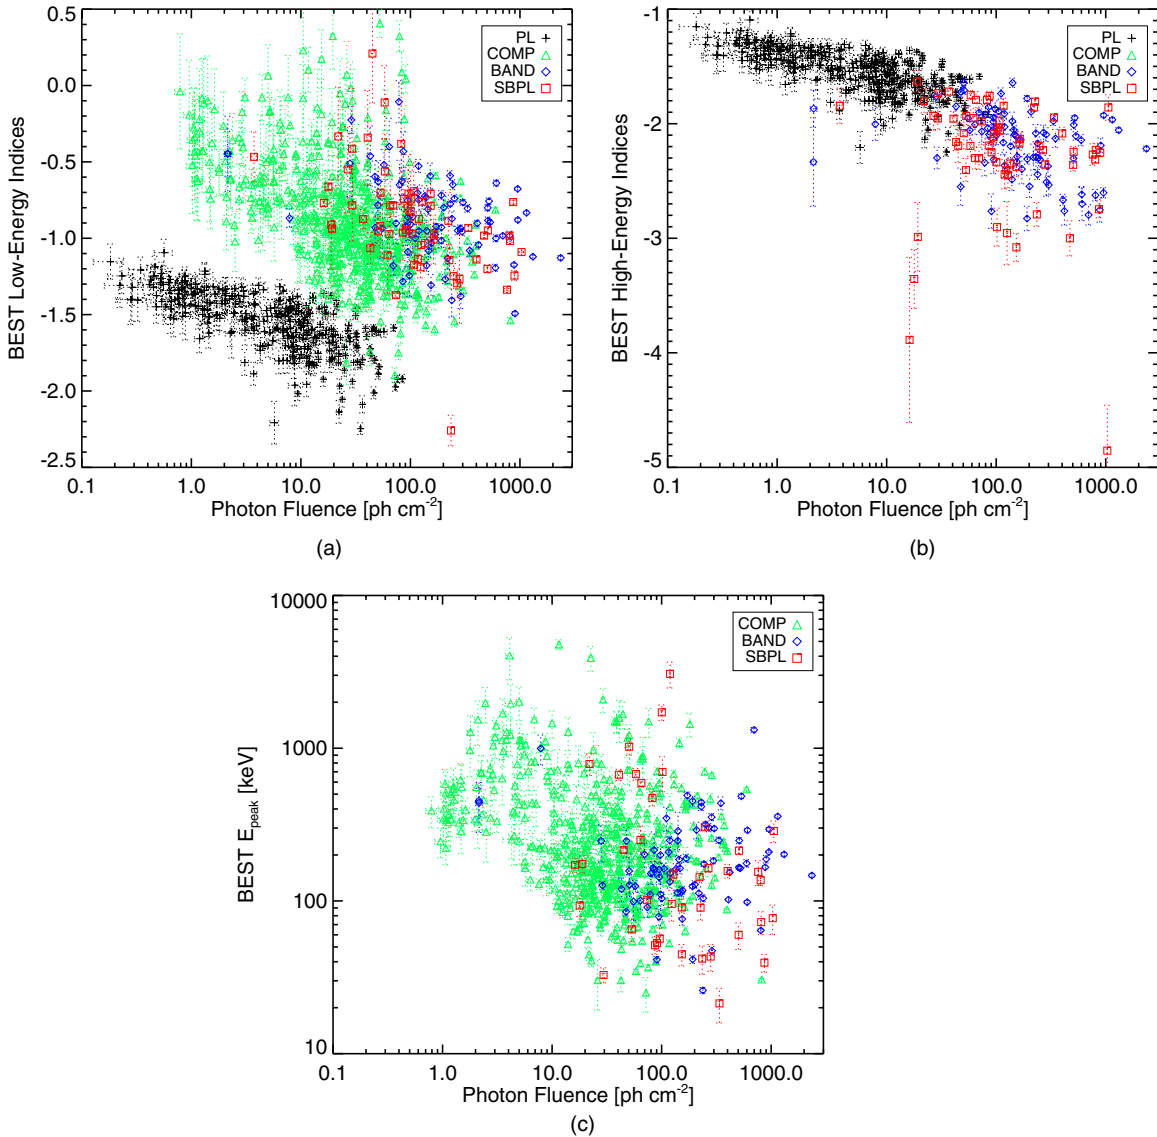 0.5
0.0
-0.5
-1.0
-1.5
-2.0
-2.5
BEST Low-Energy Indices
0.1 1.0 10.0 100.0 1000.0
Photon Fluence [ph cm-2]
PL
COMP
BAND
SBPL
(a)
-1
-2
-3
-4
-5
BEST High-Energy Indices
0.1 1.0 10.0 100.0 1000.0
Photon Fluence [ph cm-2]
PL
COMP
BAND
SBPL
(b)
10000
1000
100
10
BEST Epeak [keV]
0.1 1.0 10.0 100.0 1000.0
Photon Fluence [ph cm-2]
COMP
BAND
SBPL
(c)